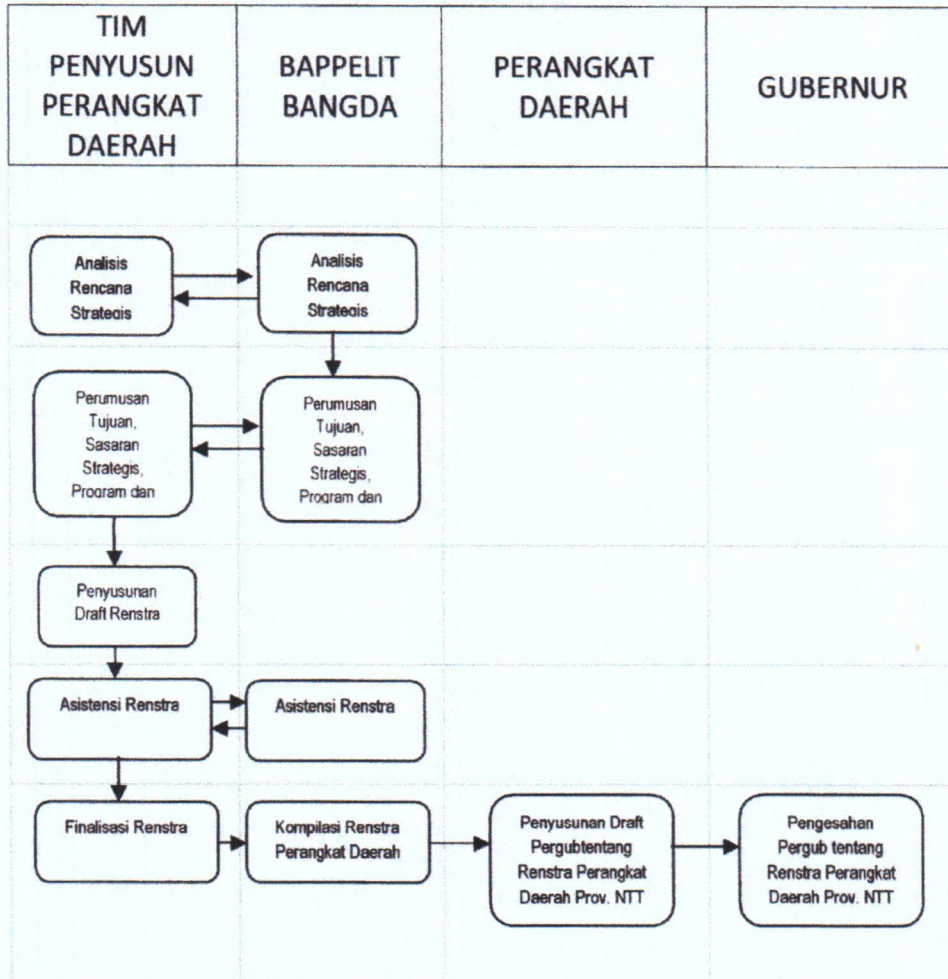 TIM
PENYUSUN
PERANGKAT
DAERAH
BAPPELIT
BANGDA
PERANGKAT
DAERAH
GUBERNUR
Analisis
Rencana
Strategis
Analisis
Rencana
Strategis
Perumusan
Tujuan,
Sasaran
Strategis,
Program dan
Perumusan
Tujuan,
Sasaran
Strategis,
Program dan
Penyusunan
Draft Renstra
Asistensi Renstra
Asistensi Renstra
Finalisasi Renstra
Kompilasi Renstra
Perangkat Daerah
Penyusunan Draft
Pergubtentang
Renstra Perangkat
Daerah Prov. NTT
Pengesahan
Pergub tentang
Renstra Perangkat
Daerah Prov. NTT